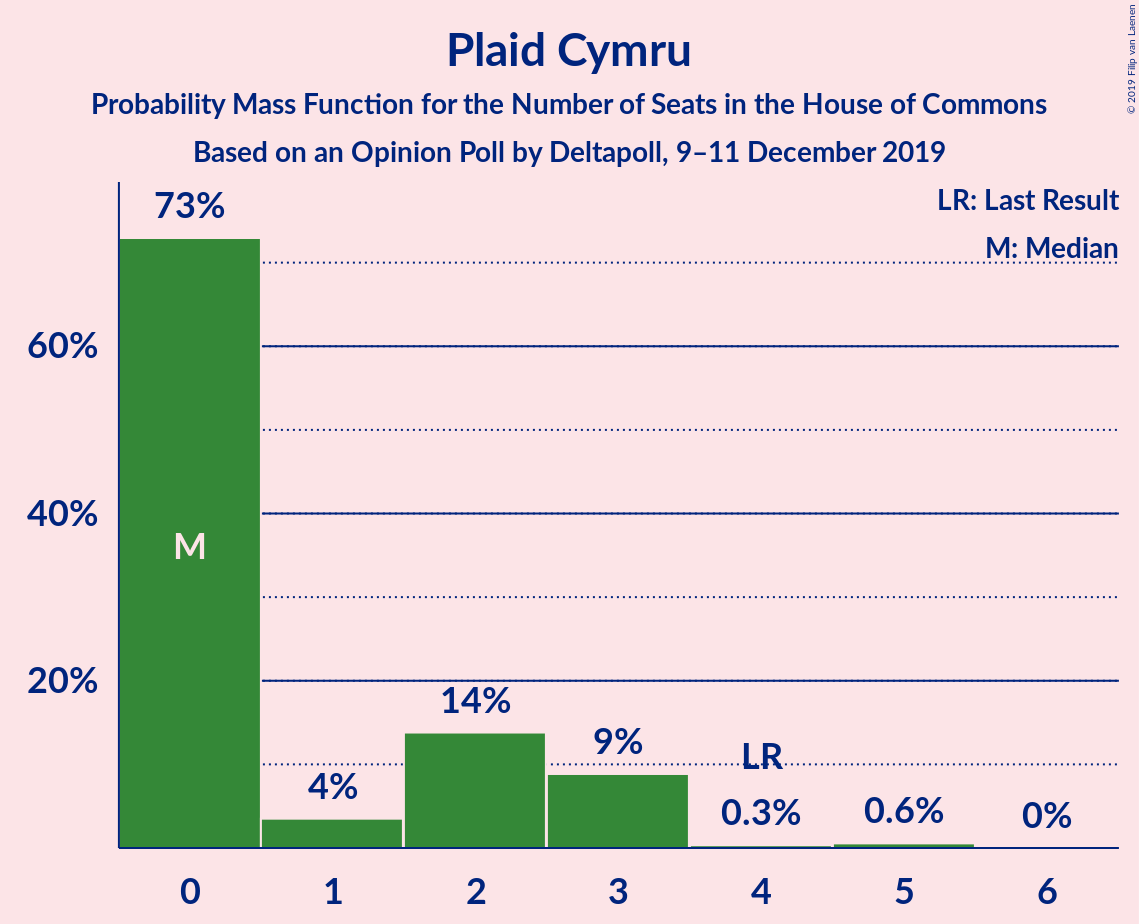 Plaid Cymru
Probability Mass Function for the Number of Seats in the House of Commons
Based on an Opinion Poll by Deltapoll, 9–11 December 2019
© 2019 Filip van Laenen
LR: Last Result
M: Median
73%
60%
40%
20%
M
4%
14%
9%
LR
0.3%
0.6%
0%
0 1 2 3 4 5 6